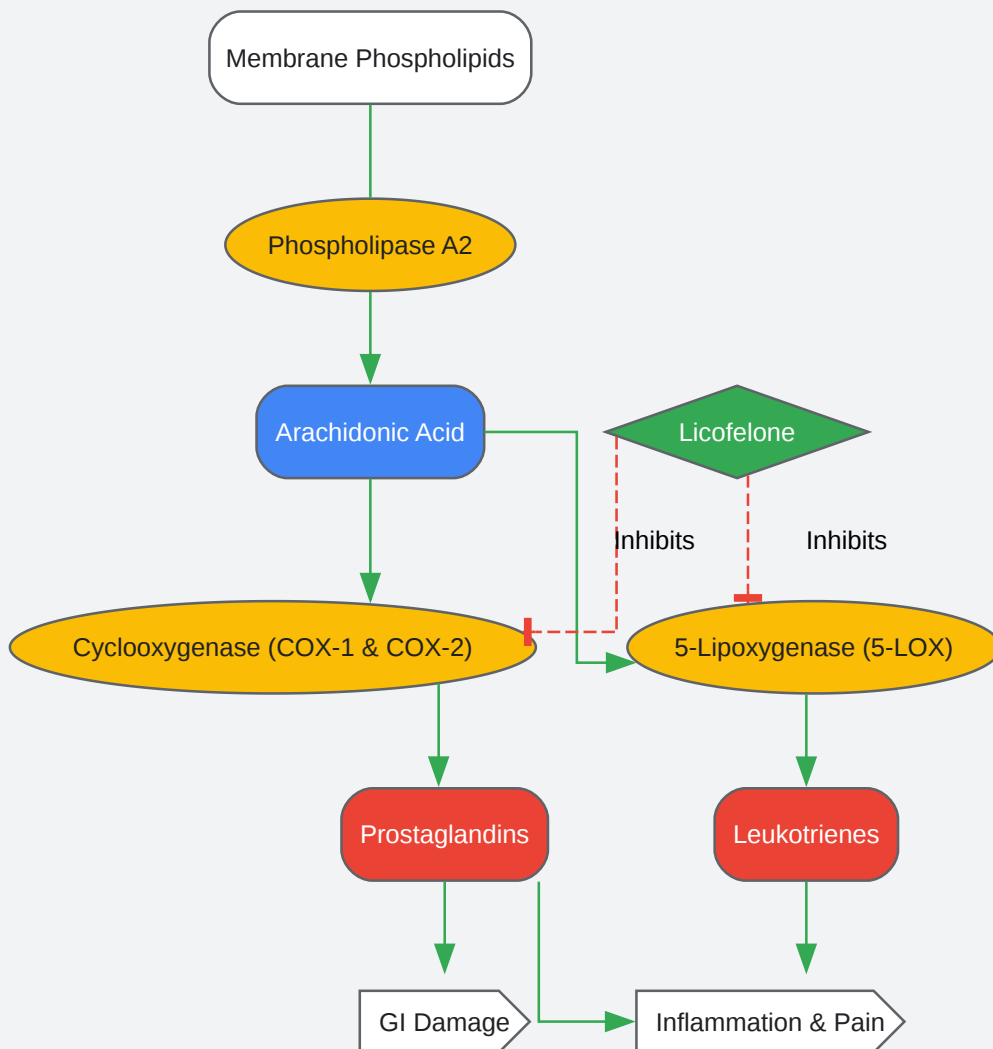 Membrane Phospholipids
Phospholipase A2
Arachidonic Acid
Licofelone
Inhibits
Inhibits
Cyclooxygenase (COX-1 & COX-2)
5-Lipoxygenase (5-LOX)
Prostaglandins
Leukotrienes
GI Damage
Inflammation & Pain